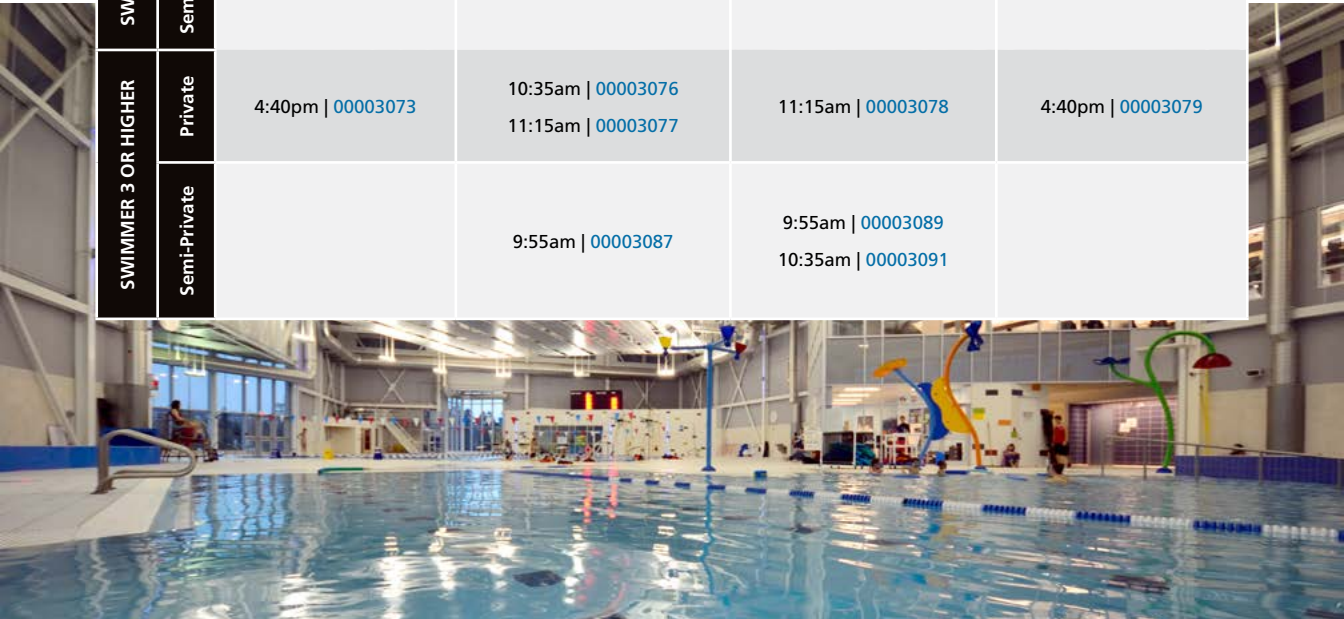 SW
Sem
SWIMMER 3 OR HIGHER
Private
4:40pm | 00003073
10:35am | 00003076
11:15am | 00003077
11:15am | 00003078
4:40pm | 00003079
Semi-Private
9:55am | 00003087
9:55am | 00003089
10:35am | 00003091